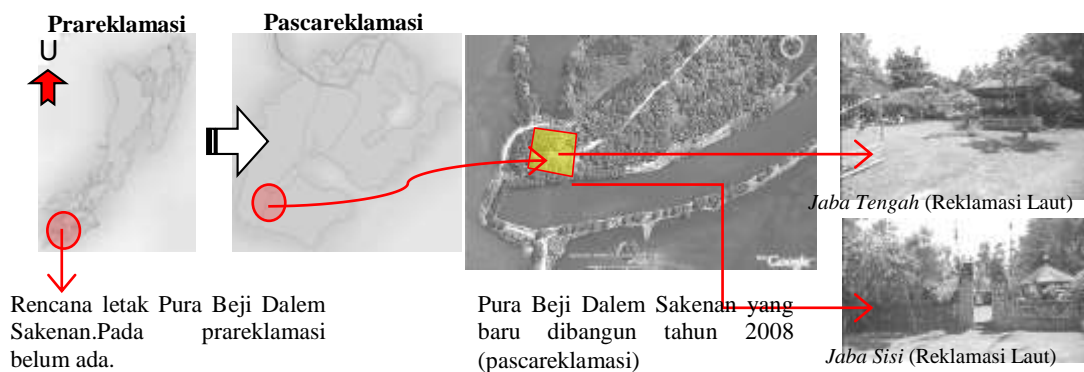 Prareklamasi
Pascareklamasi
U
Google
Jaba Tengah (Reklamasi Laut)
Rencana letak Pura Beji Dalem
Sakenan.Pada prareklamasi
belum ada.
Pura Beji Dalem Sakenan yang
baru dibangun tahun 2008
(pascareklamasi)
Jaba Sisi (Reklamasi Laut)